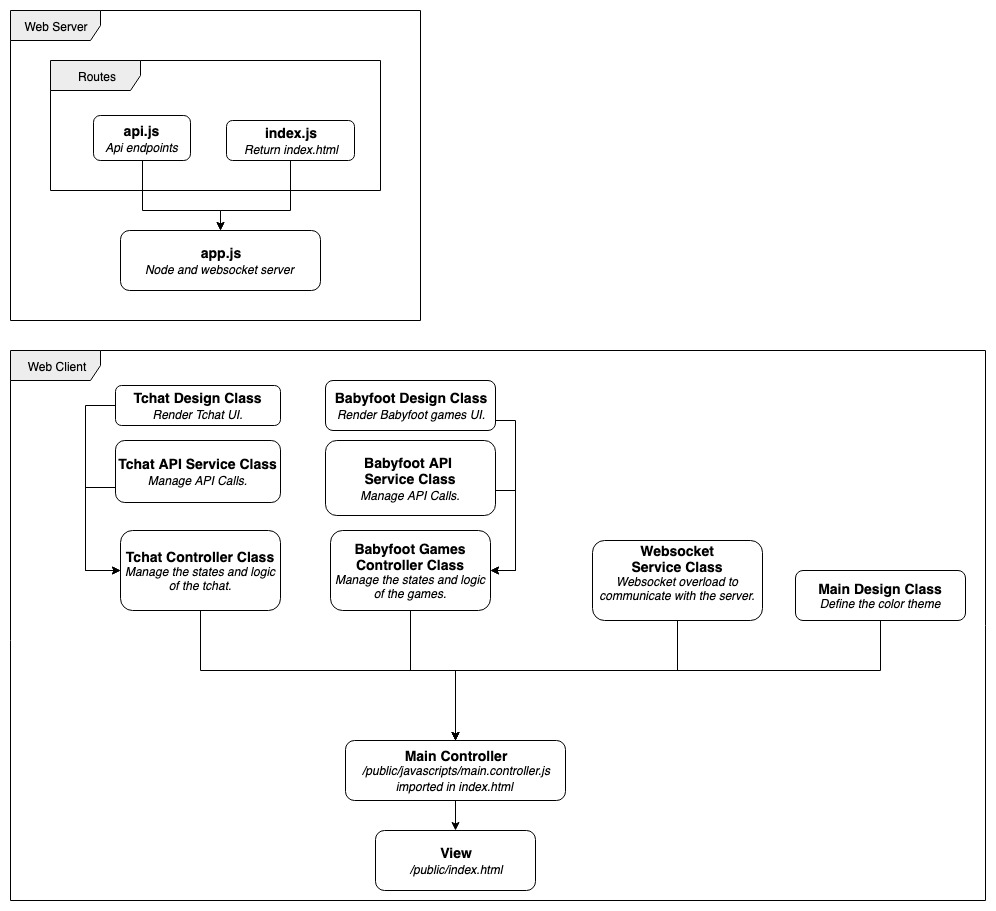 Web Server
Routes
api.js
Api endpoints
index.js
Return index.html
app.js
Node and websocket server
Web Client
Tchat Design Class
Render Tchat UI.
Babyfoot Design Class
Render Babyfoot games UI.
Tchat API Service Class
Manage API Calls.
Babyfoot API
Service Class
Manage API Calls.
Tchat Controller Class
Manage the states and logic
of the tchat.
Babyfoot Games
Controller Class
Manage the states and logic
of the games.
Websocket
Service Class
Websocket overload to
communicate with the server.
Main Design Class
Define the color theme
Main Controller
/public/javascripts/main.controller.js
imported in index.html
View
/public/index.html